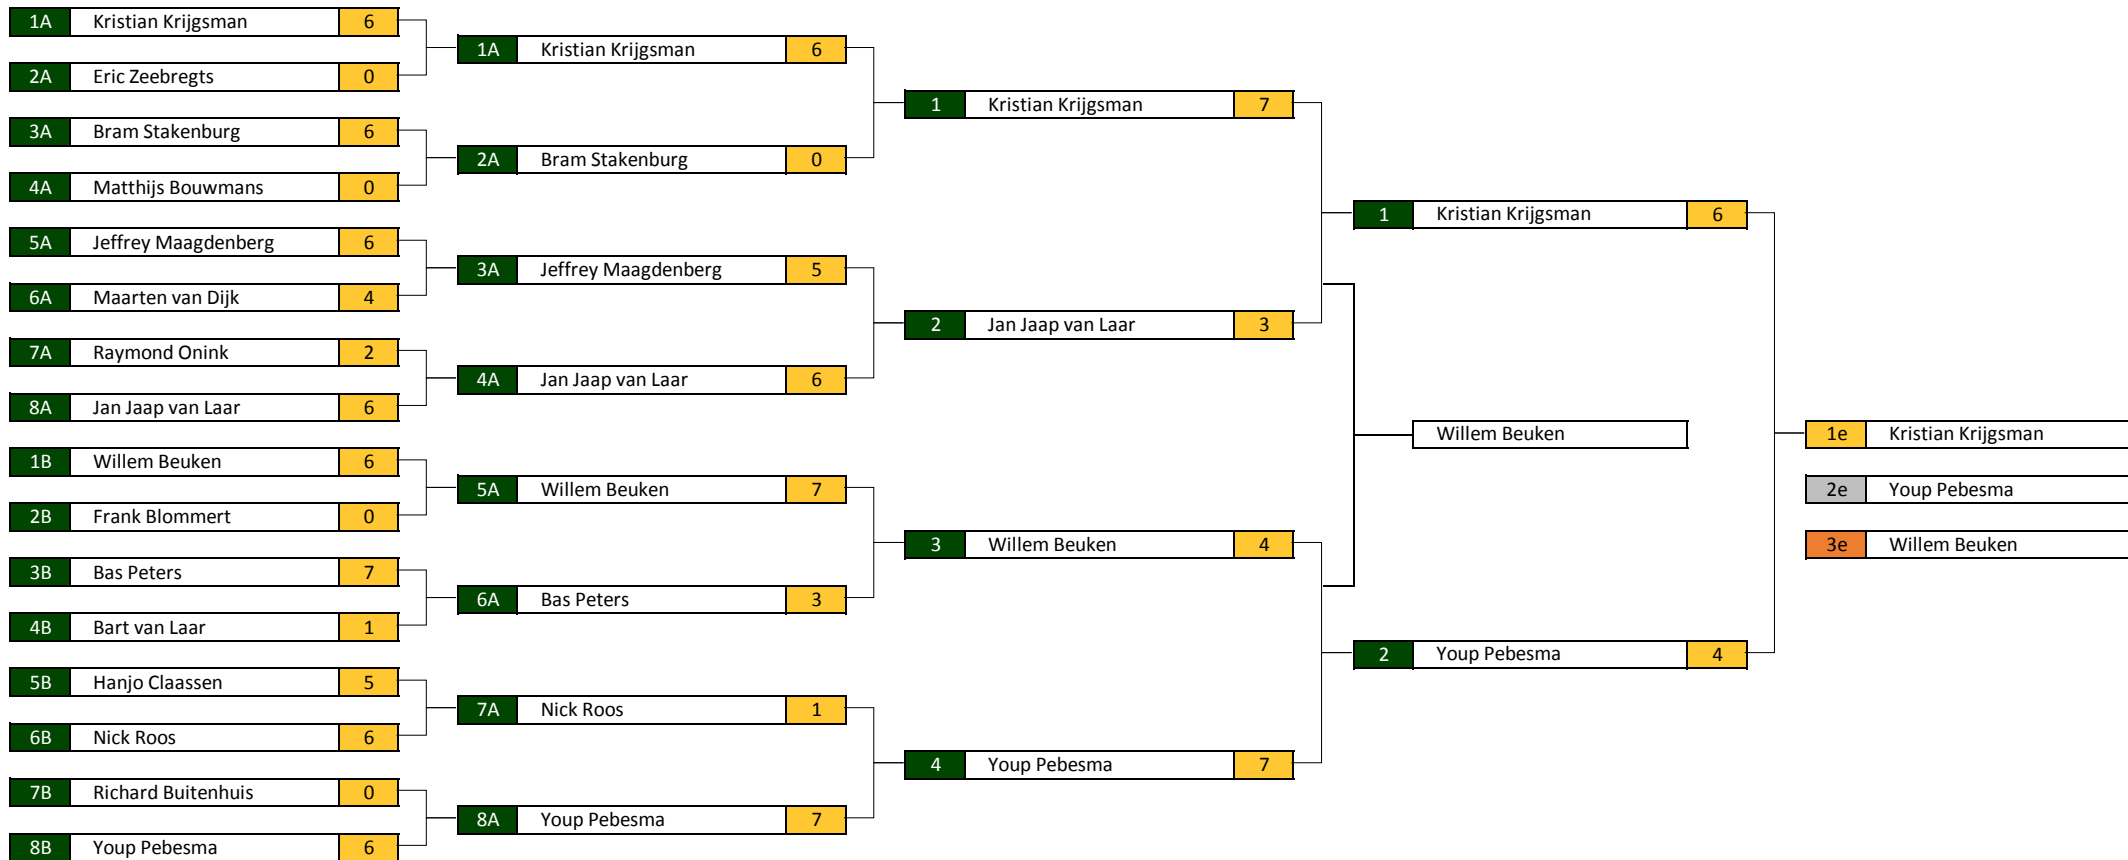 1A Kristian Krijgsman 6
2A Eric Zeebregts 0
3A Bram Stakenburg 6
4A Matthijs Bouwmans 0
5A Jeffrey Maagdenberg 6
6A Maarten van Dijk 4
7A Raymond Onink 2
8A Jan Jaap van Laar 6
1B Willem Beuken 6
2B Frank Blommert 0
3B Bas Peters 7
4B Bart van Laar 1
5B Hanjo Claassen 5
6B Nick Roos 6
7B Richard Buitenhuis 0
8B Youp Pebesma 6
1A Kristian Krijgsman 6
2A Bram Stakenburg 0
3A Jeffrey Maagdenberg 5
4A Jan Jaap van Laar 6
5A Willem Beuken 7
6A Bas Peters 3
7A Nick Roos 1
8A Youp Pebesma 7
1 Kristian Krijgsman 7
2 Jan Jaap van Laar 3
3 Willem Beuken 4
4 Youp Pebesma 7
1 Kristian Krijgsman 6
Willem Beuken
2 Youp Pebesma 4
1e Kristian Krijgsman
2e Youp Pebesma
3e Willem Beuken